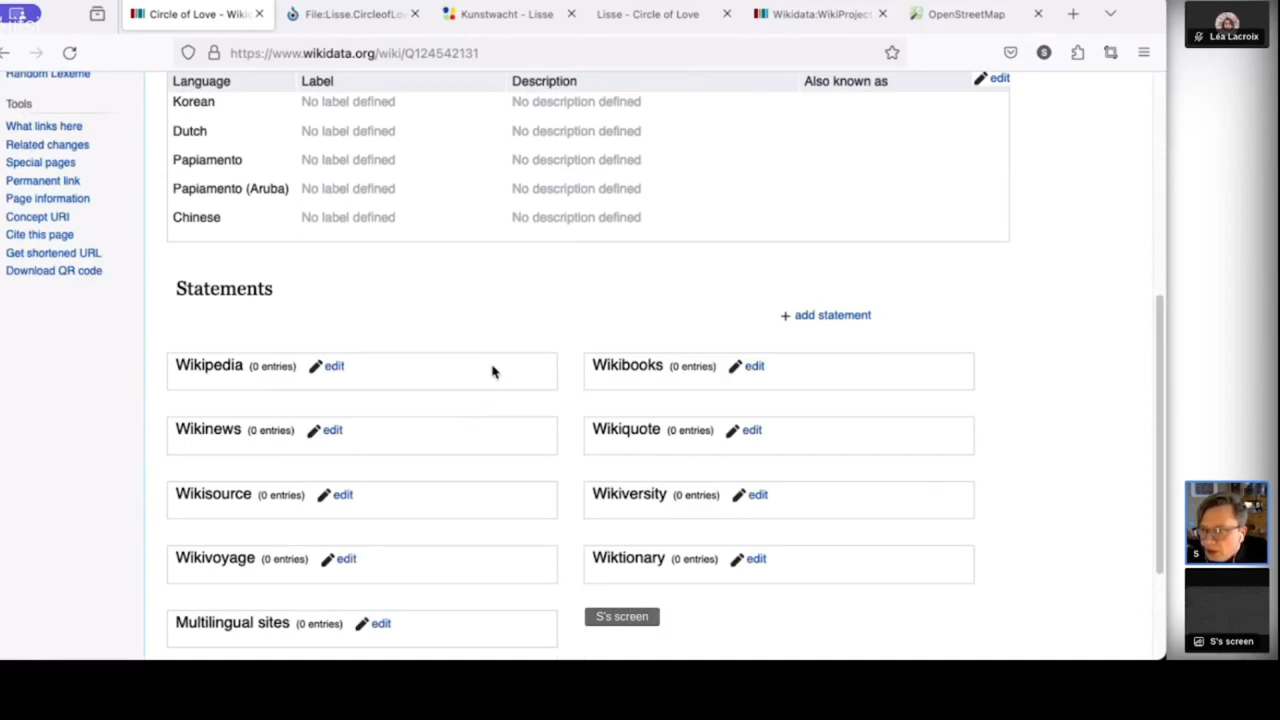 Circle of Love - Wiki
File:Lisse.CircleofLo
Kunstwacht - Lisse
Lisse - Circle of Love
Wikidata:WikiProject
OpenStreetMap
https://www.wikidata.org/wiki/Q124542131
S
Léa Lacroix
Random Lexeme
Tools
What links here
Related changes
Special pages
Permanent link
Page information
Concept URI
Cite this page
Get shortened URL
Download QR code
Language Label Description Also known as edit
Korean No label defined No description defined
Dutch No label defined No description defined
Papiamento No label defined No description defined
Papiamento (Aruba) No label defined No description defined
Chinese No label defined No description defined
Statements
+ add statement
Wikipedia (0 entries) edit
Wikibooks (0 entries) edit
Wikinews (0 entries) edit
Wikiquote (0 entries) edit
Wikisource (0 entries) edit
Wikiversity (0 entries) edit
Wikivoyage (0 entries) edit
Wiktionary (0 entries) edit
Multilingual sites (0 entries) edit
S's screen
S
S's screen